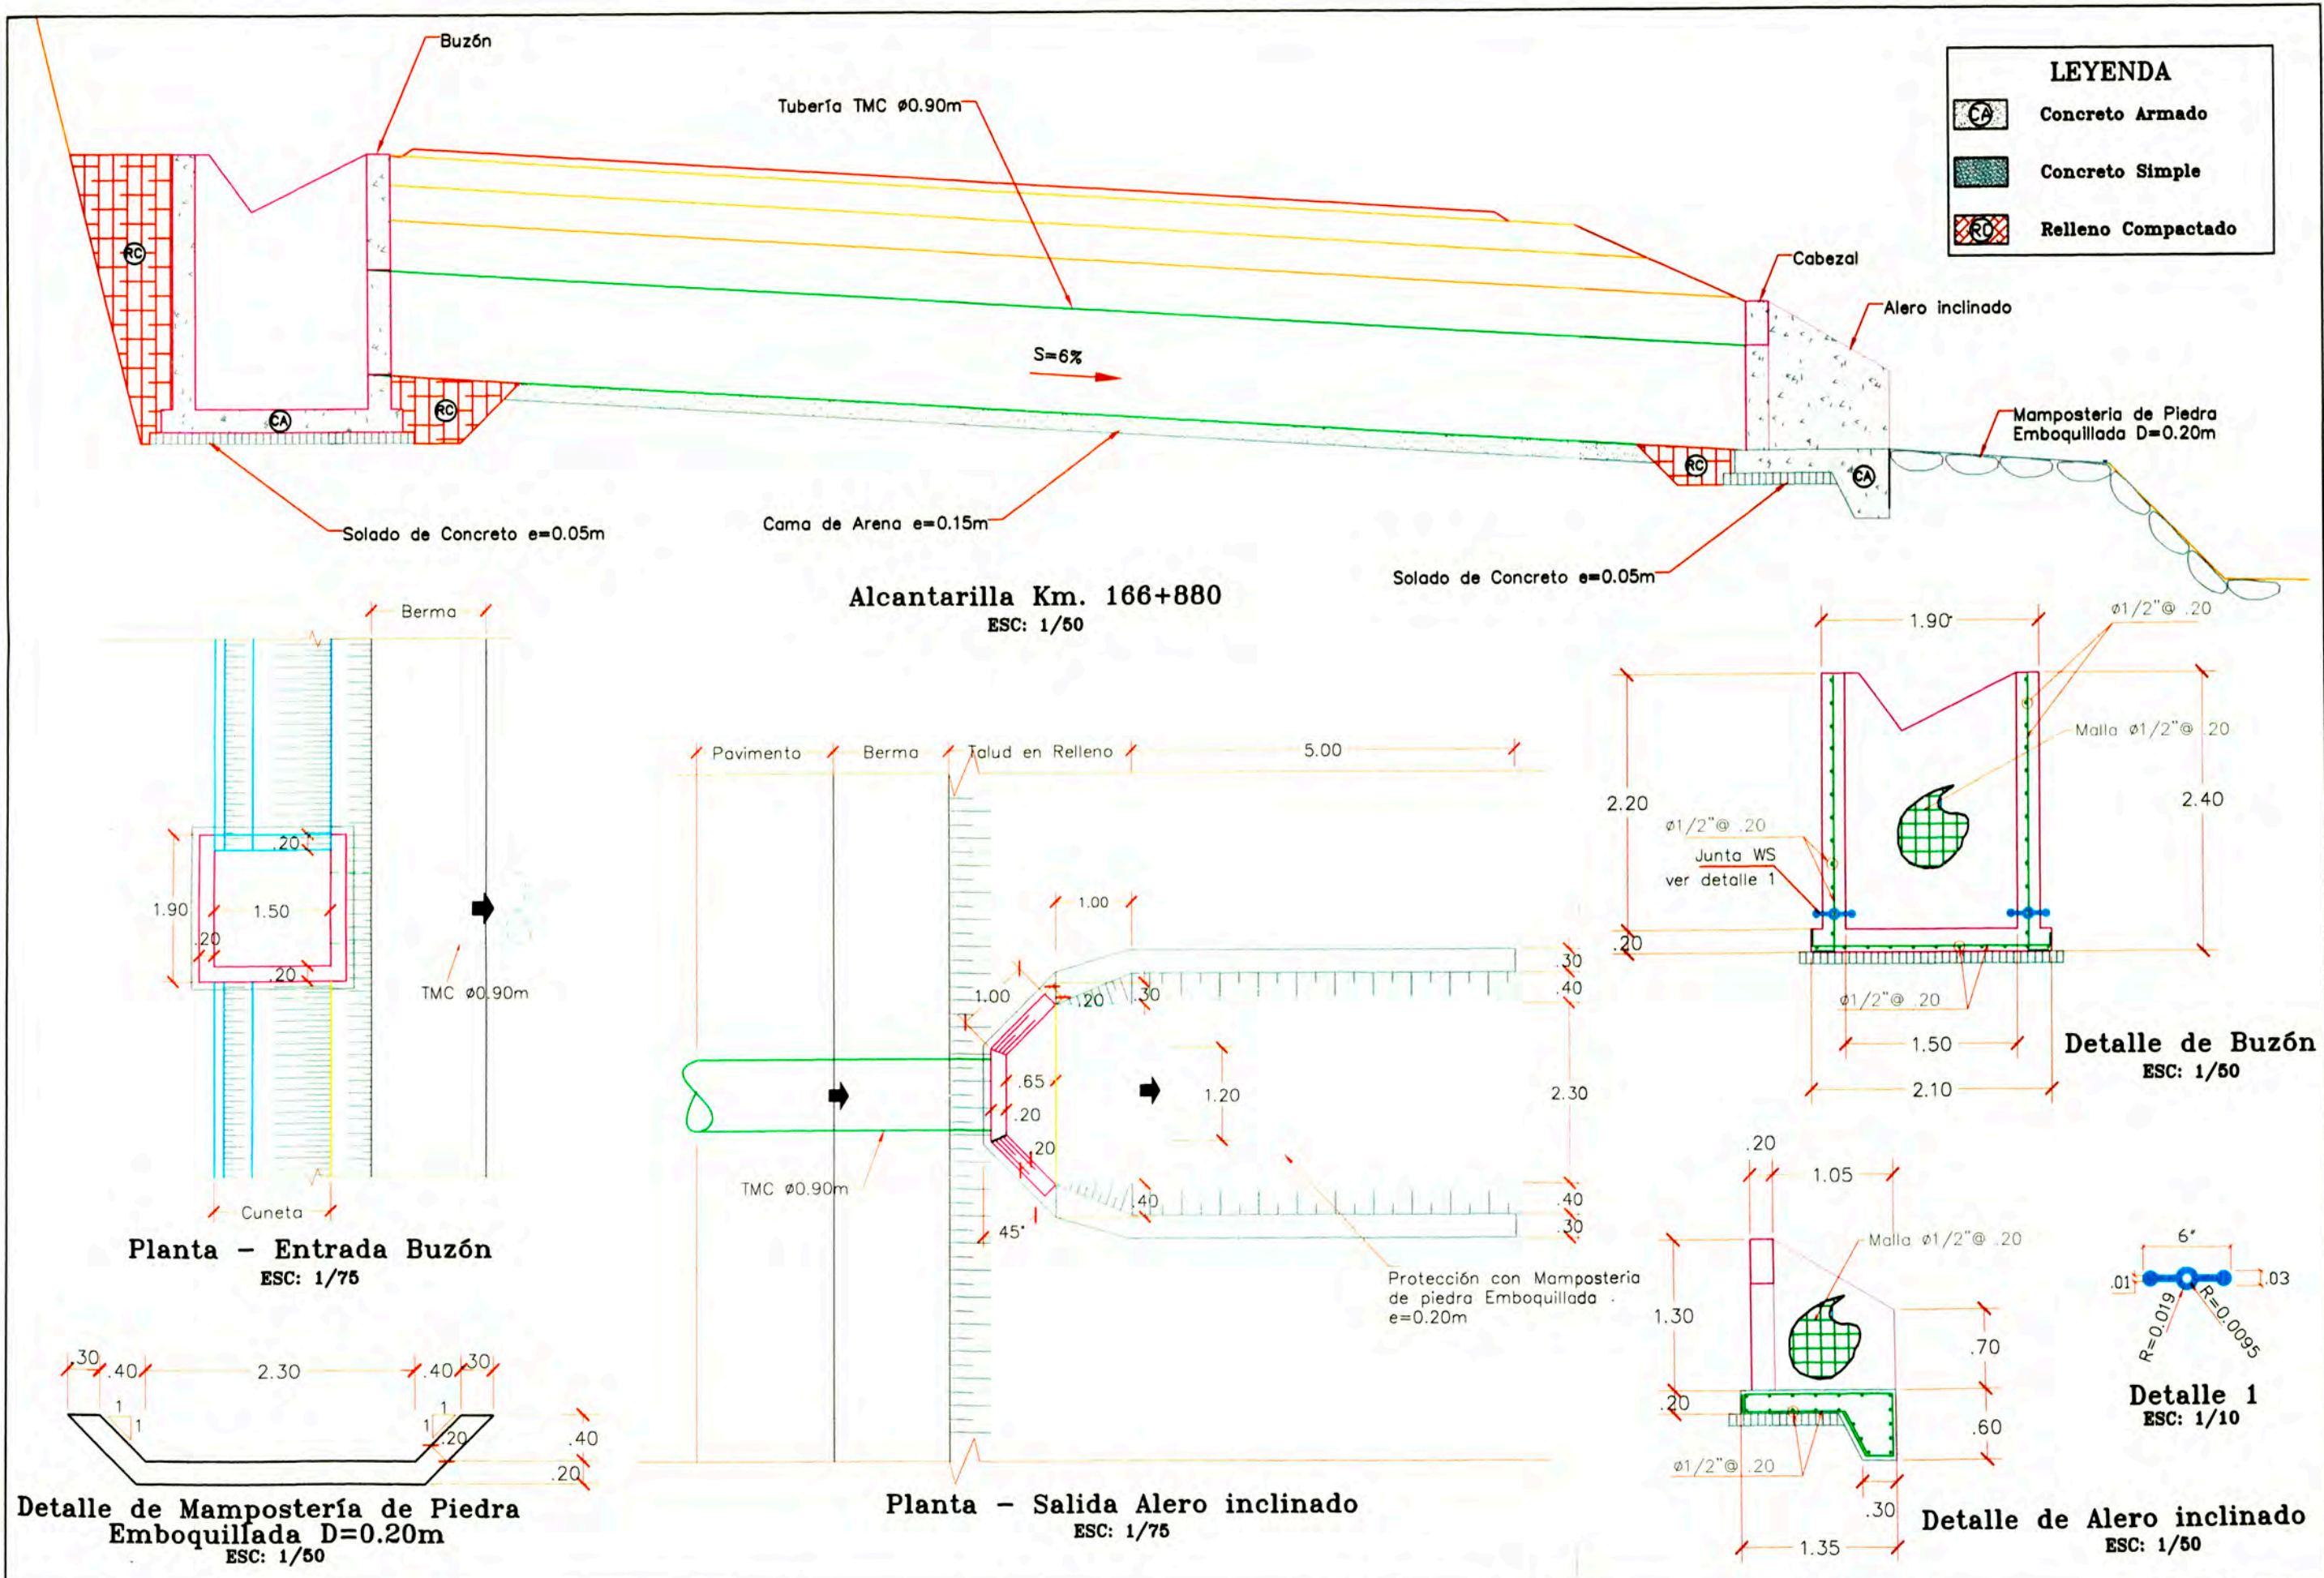 Buzón
Tubería TMC ø0.90m
LEYENDA
CA
Concreto Armado
Concreto Simple
RC
Relleno Compactado
RC
Cabezal
Alero inclinado
S=6%
CA
RC
Mamposteria de Piedra
Emboquillada D=0.20m
RC
CA
Solado de Concreto e=0.05m
Cama de Arena e=0.15m
Solado de Concreto e=0.05m
Alcantarilla Km. 166+880
ESC: 1/50
Berma
.20
1.90
1.50
.20
.20
TMC ø0.90m
Cuneta
Planta - Entrada Buzón
ESC: 1/75
Pavimento
Berma
Talud en Relleno
5.00
1.00
.30
.40
1.00
.20
.30
.65
.20
1.20
2.30
.20
TMC ø0.90m
.40
.40
.30
45°
Protección con Mamposteria
de piedra Emboquillada
e=0.20m
Planta - Salida Alero inclinado
ESC: 1/75
1.90
ø1/2"@ .20
Malla ø1/2"@ .20
2.20
2.40
ø1/2"@ .20
Junta WS
ver detalle 1
.20
ø1/2"@ .20
1.50
2.10
Detalle de Buzón
ESC: 1/50
.30
.40
2.30
.40
.30
1
1
1
1
.20
.40
.20
Detalle de Mampostería de Piedra
Emboquillada D=0.20m
ESC: 1/50
.20
1.05
Malla ø1/2"@ .20
1.30
.70
.20
.60
ø1/2"@ .20
.30
1.35
Detalle de Alero inclinado
ESC: 1/50
6"
.01
.03
R=0.019
R=0.0095
Detalle 1
ESC: 1/10